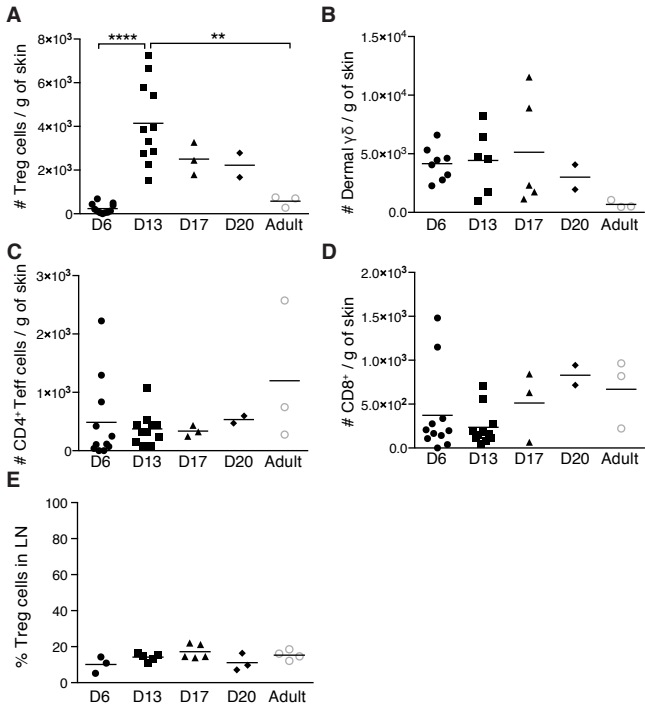 A
**** **
# Treg cells / g of skin
8×10³
6×10³
4×10³
2×10³
0
D6 D13 D17 D20 Adult
B
# Dermal γδ / g of skin
1.5×10⁴
1.0×10⁴
5.0×10³
0.0
D6 D13 D17 D20 Adult
C
# CD4⁺Teff cells / g of skin
3×10³
2×10³
1×10³
0
D6 D13 D17 D20 Adult
D
# CD8⁺ / g of skin
2.0×10³
1.5×10³
1.0×10³
5.0×10²
0.0
D6 D13 D17 D20 Adult
E
% Treg cells in LN
100
80
60
40
20
0
D6 D13 D17 D20 Adult